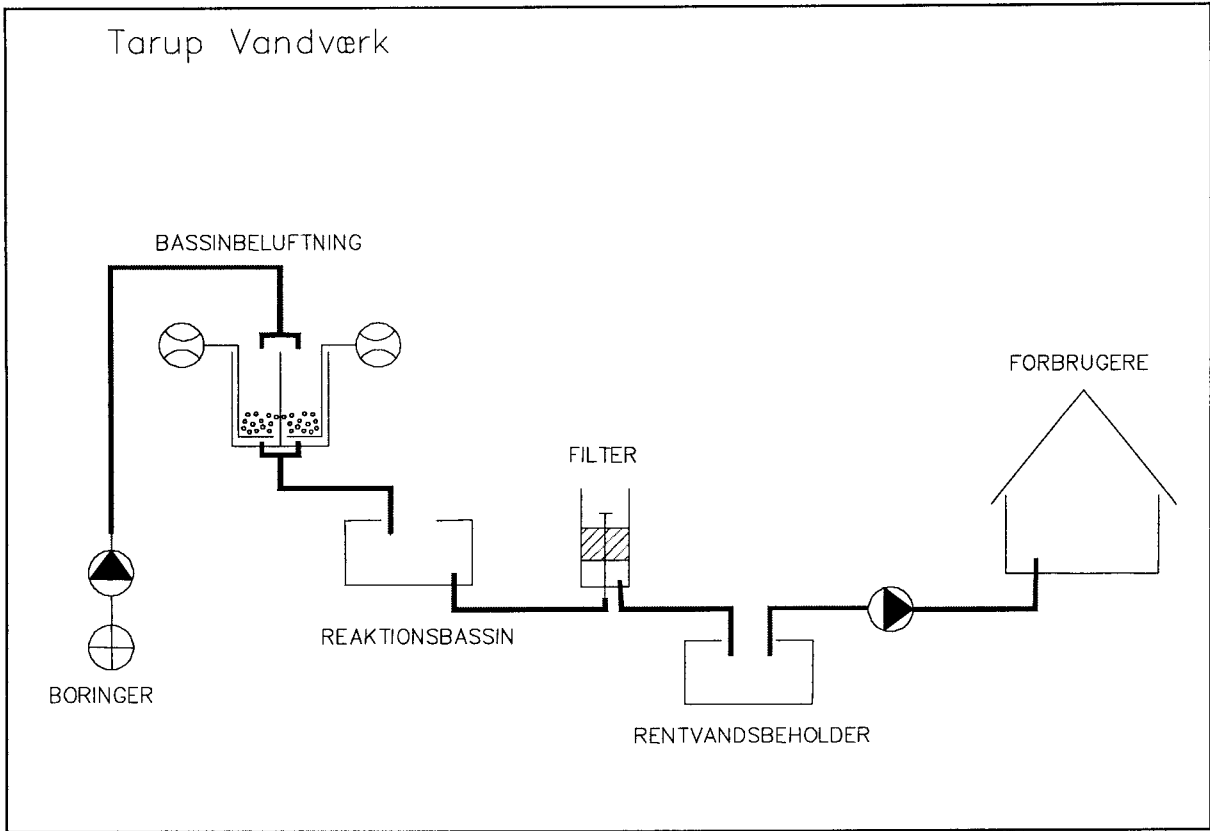 Tarup Vandværk
BASSINBELUFTNING
FORBRUGERE
FILTER
REAKTIONSBASSIN
BORINGER
RENTVANDSBEHOLDER